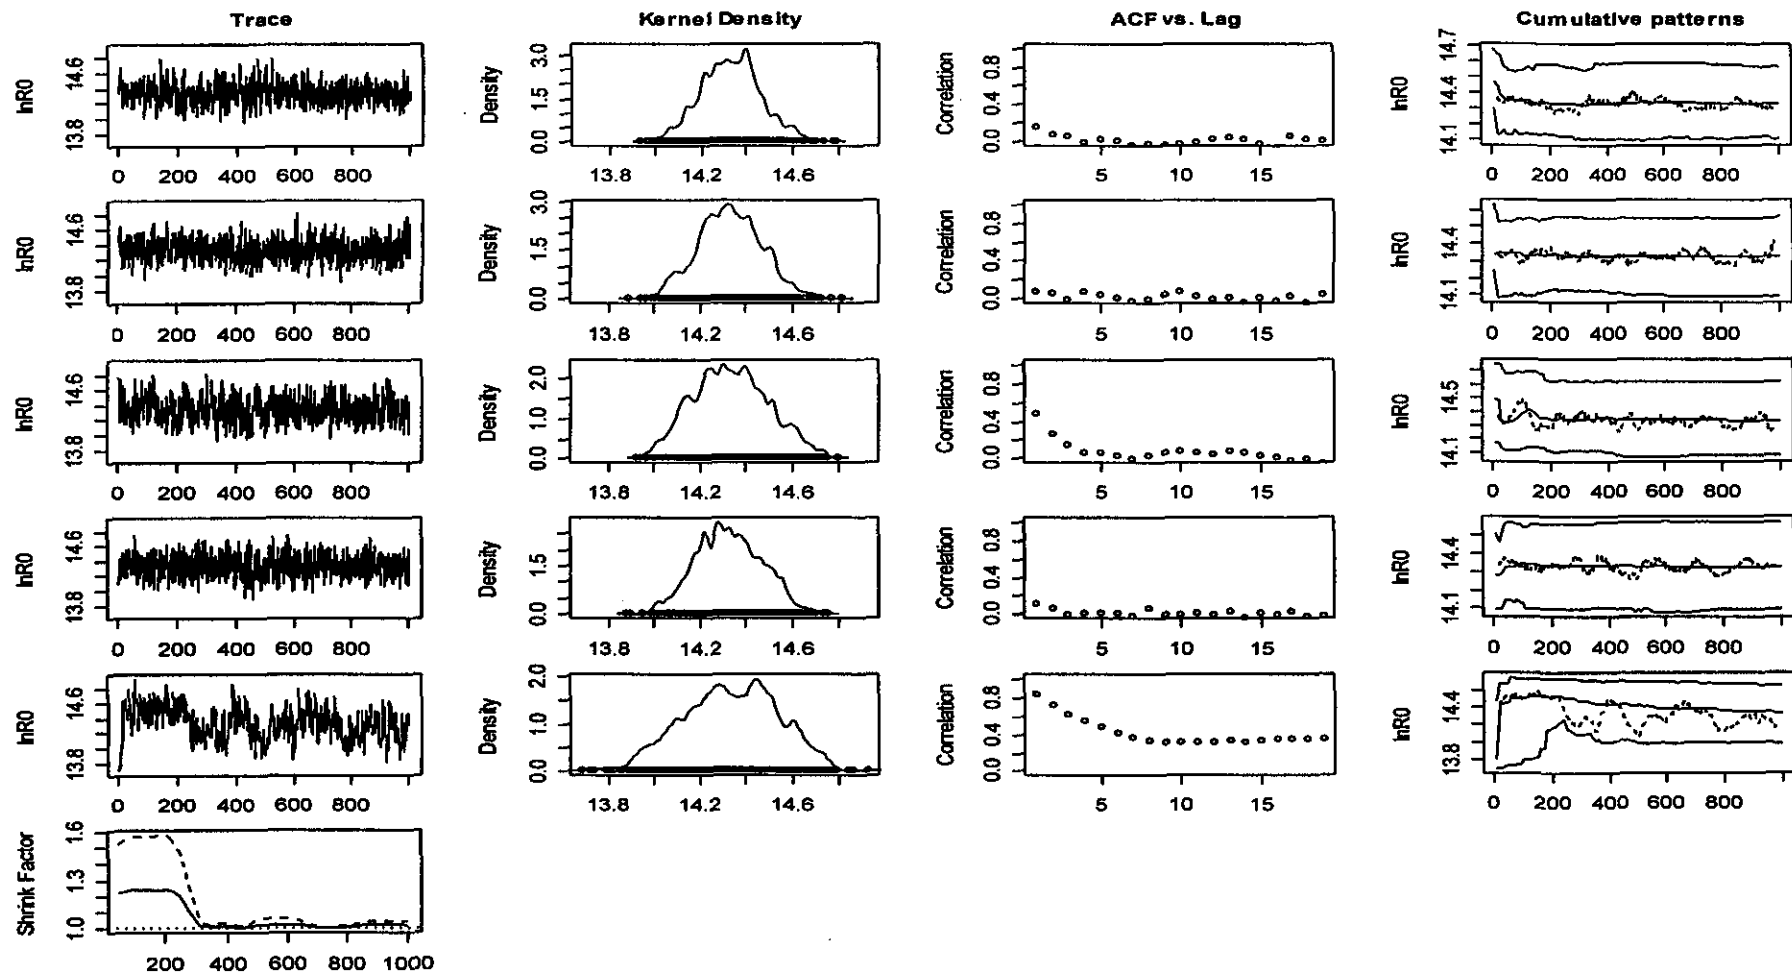 Trace Kernel Density ACF vs. Lag Cumulative patterns
lnR0 13.8 14.6 Density 0.0 1.5 3.0 Correlation 0.0 0.4 0.8 lnR0 14.1 14.4 14.7
0 200 400 600 800 13.8 14.2 14.6 5 10 15 0 200 400 600 800
lnR0 13.8 14.6 Density 0.0 1.5 3.0 Correlation 0.0 0.4 0.8 lnR0 14.1 14.4
0 200 400 600 800 13.8 14.2 14.6 5 10 15 0 200 400 600 800
lnR0 13.8 14.6 Density 0.0 1.0 2.0 Correlation 0.0 0.4 0.8 lnR0 14.1 14.5
0 200 400 600 800 13.8 14.2 14.6 5 10 15 0 200 400 600 800
lnR0 13.8 14.6 Density 0.0 1.5 Correlation 0.0 0.4 0.8 lnR0 14.1 14.4
0 200 400 600 800 13.8 14.2 14.6 5 10 15 0 200 400 600 800
lnR0 13.8 14.6 Density 0.0 1.0 2.0 Correlation 0.0 0.4 0.8 lnR0 13.8 14.4
0 200 400 600 800 13.8 14.2 14.6 5 10 15 0 200 400 600 800
Shrink Factor 1.0 1.3 1.6
200 400 600 800 1000